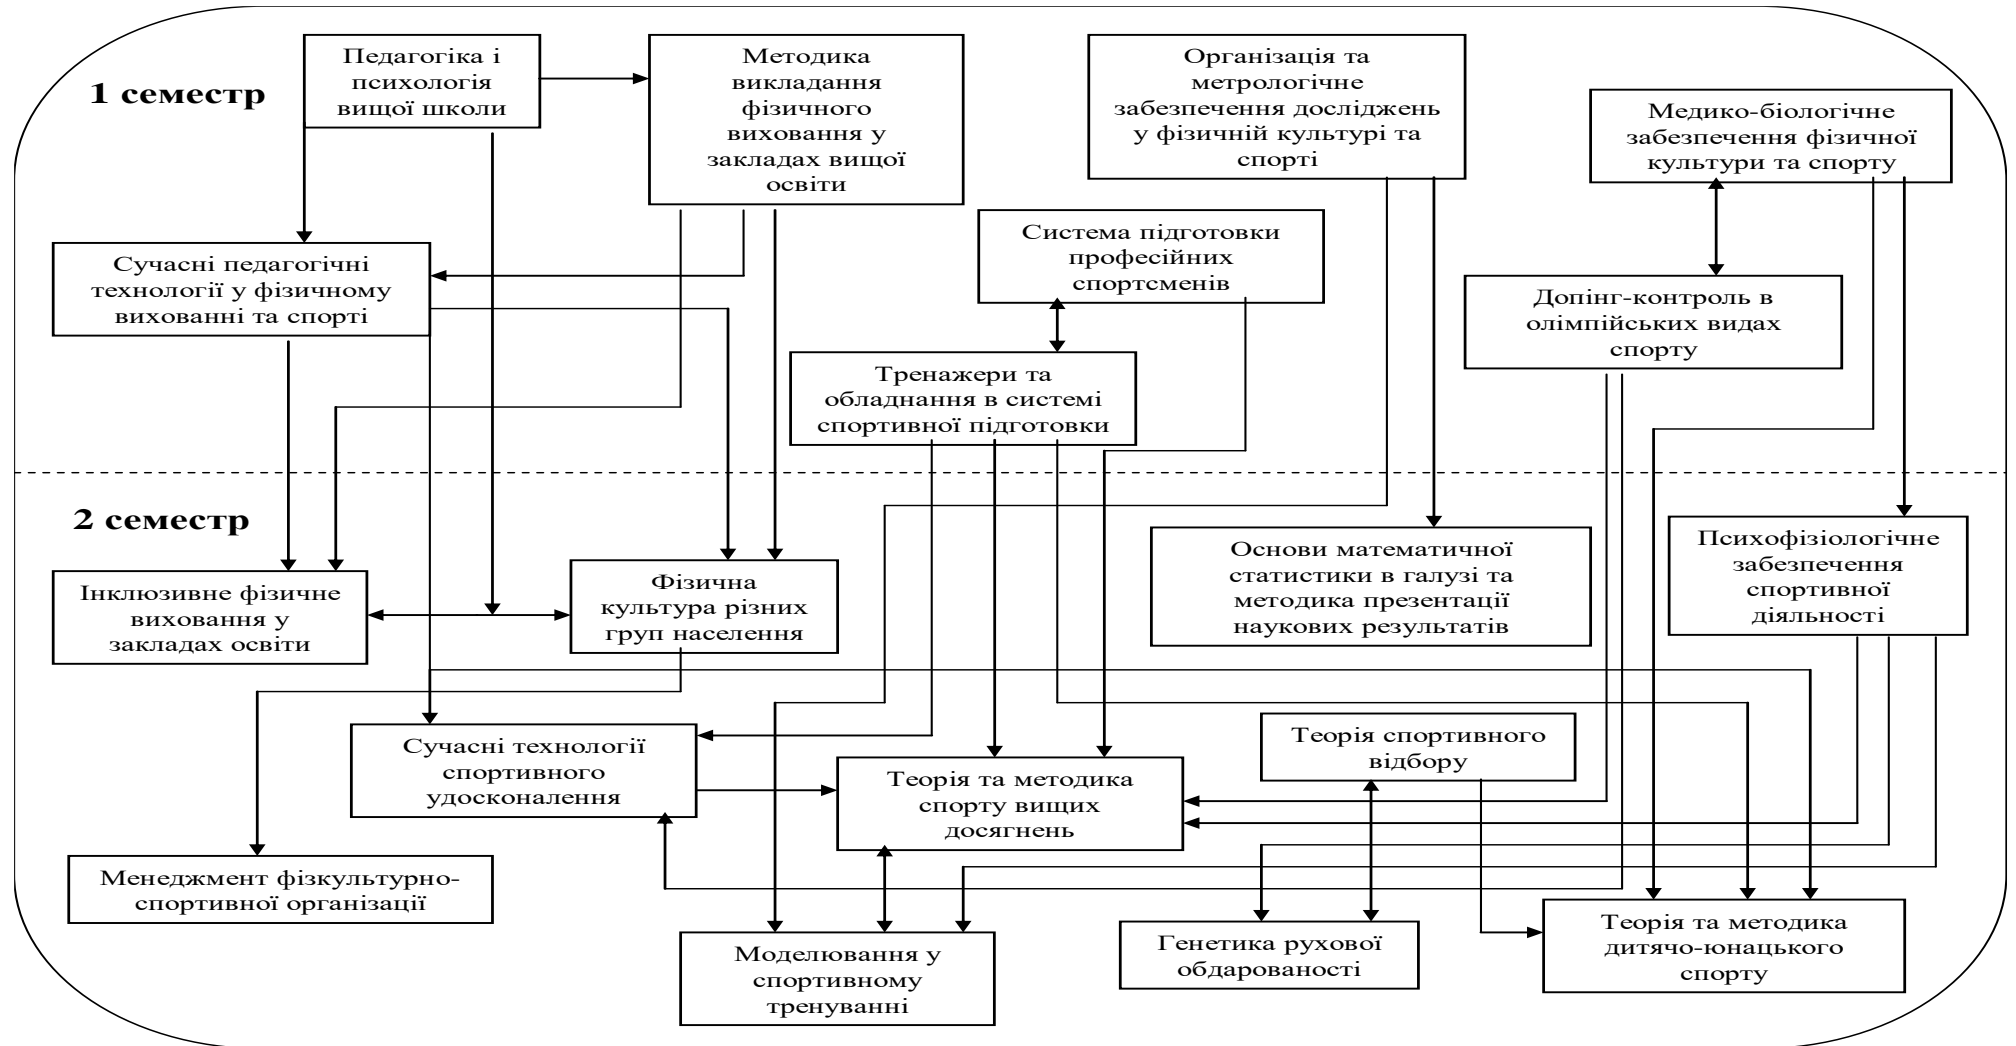 1 семестр
Педагогіка і
психологія
вищої школи
Методика
викладання
фізичного
виховання у
закладах вищої
освіти
Організація та
метрологічне
забезпечення досліджень
у фізичній культурі та
спорті
Медико-біологічне
забезпечення фізичної
культури та спорту
Сучасні педагогічні
технології у фізичному
вихованні та спорті
Система підготовки
професійних
спортсменів
Допінг-контроль в
олімпійських видах
спорту
Тренажери та
обладнання в системі
спортивної підготовки
2 семестр
Інклюзивне фізичне
виховання у
закладах освіти
Фізична
культура різних
груп населення
Основи математичної
статистики в галузі та
методика презентації
наукових результатів
Психофізіологічне
забезпечення
спортивної
діяльності
Сучасні технології
спортивного
удосконалення
Теорія та методика
спорту вищих
досягнень
Теорія спортивного
відбору
Менеджмент фізкультурно-
спортивної організації
Моделювання у
спортивному
тренуванні
Генетика рухової
обдарованості
Теорія та методика
дитячо-юнацького
спорту